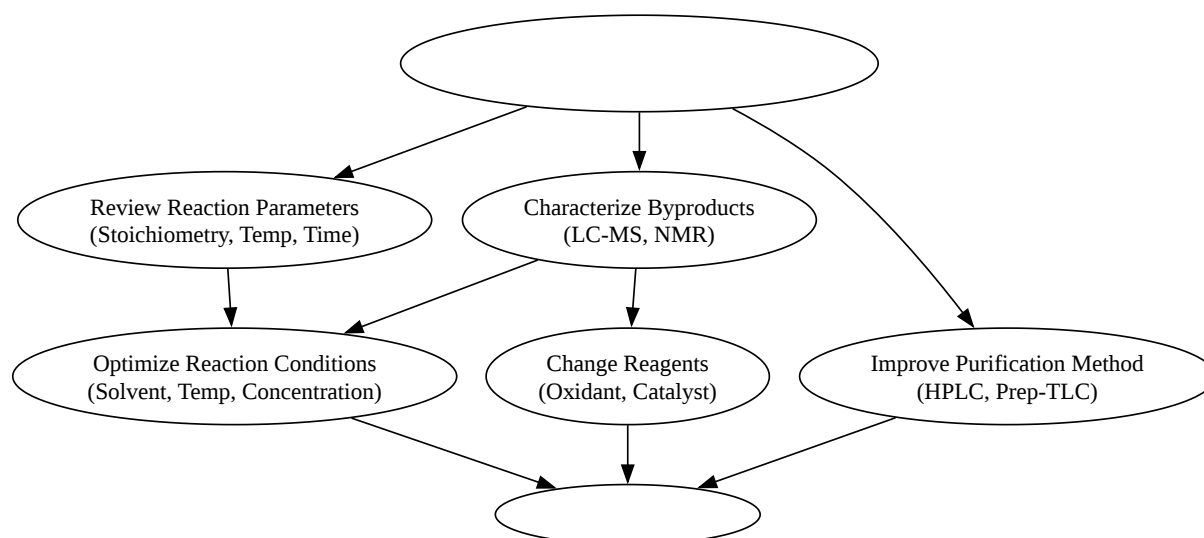 Review Reaction Parameters
(Stoichiometry, Temp, Time)
Characterize Byproducts
(LC-MS, NMR)
Optimize Reaction Conditions
(Solvent, Temp, Concentration)
Change Reagents
(Oxidant, Catalyst)
Improve Purification Method
(HPLC, Prep-TLC)